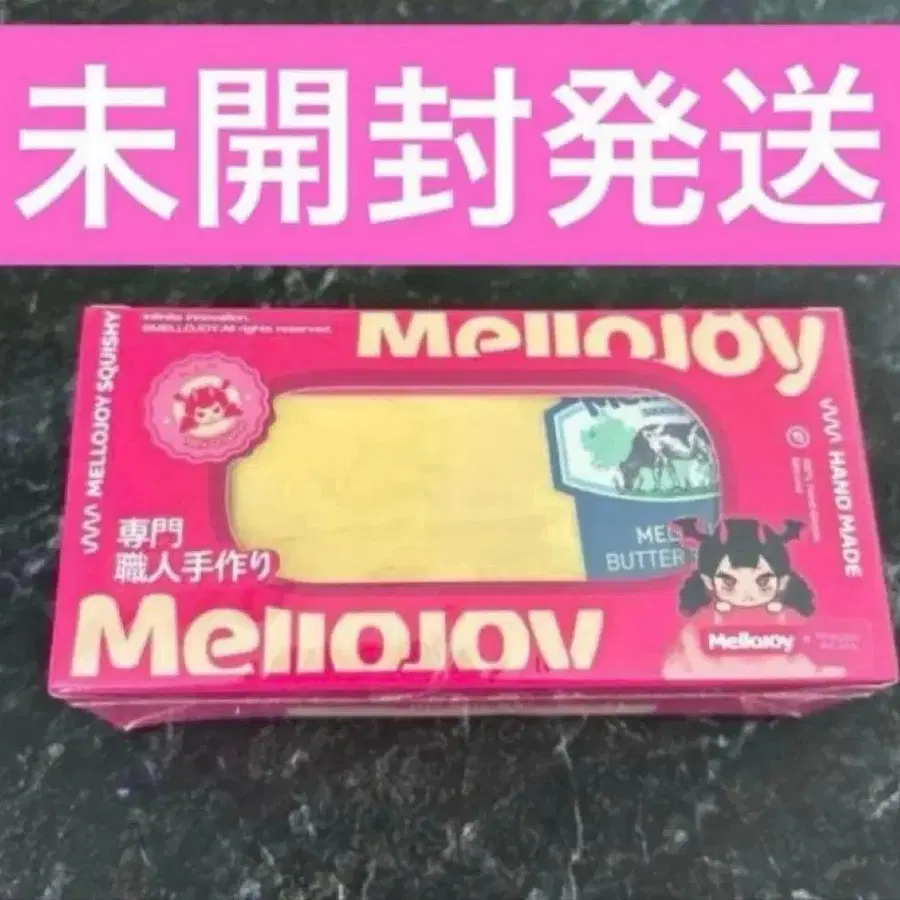 未開封発送
infinite innovation.
@MELLOJOY.All rights reserved.
MelloJoy
MELLOJOY SQUISHY
HAND MADE
MEL
BUTTER
専門
職人手作り
MelloJoy
MelloJoy